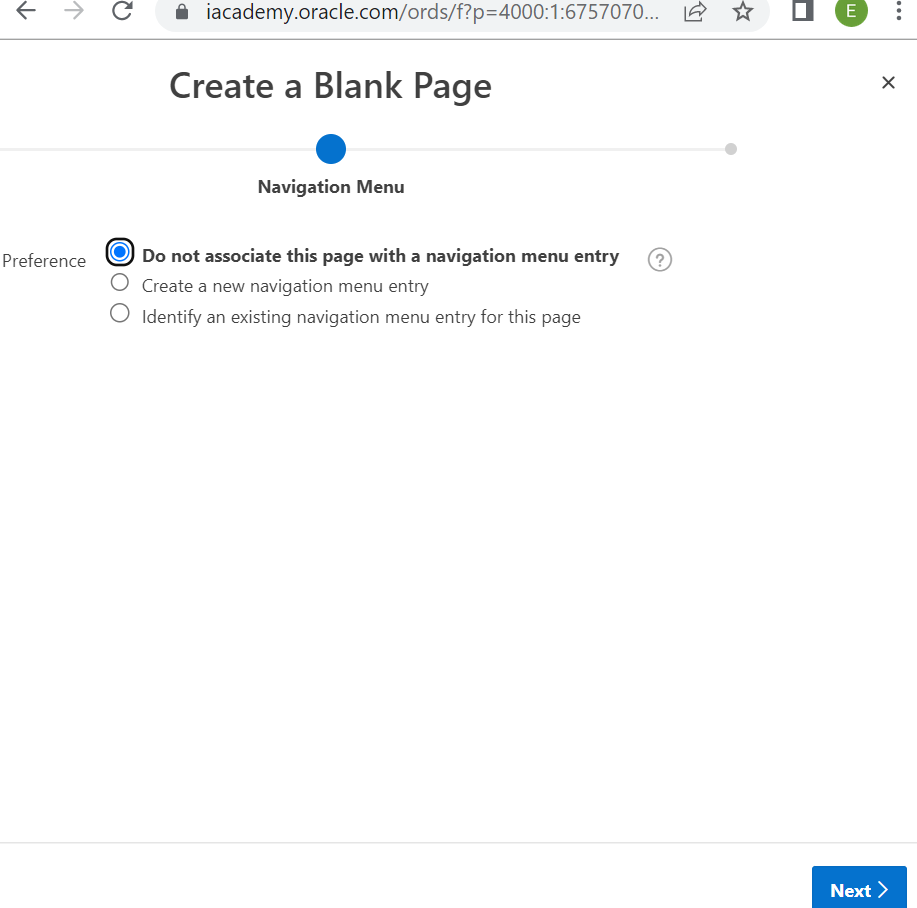 iacademy.oracle.com/ords/f?p=4000:1:6757070...
E
Create a Blank Page
Navigation Menu
Preference
Do not associate this page with a navigation menu entry
?
Create a new navigation menu entry
Identify an existing navigation menu entry for this page
Next